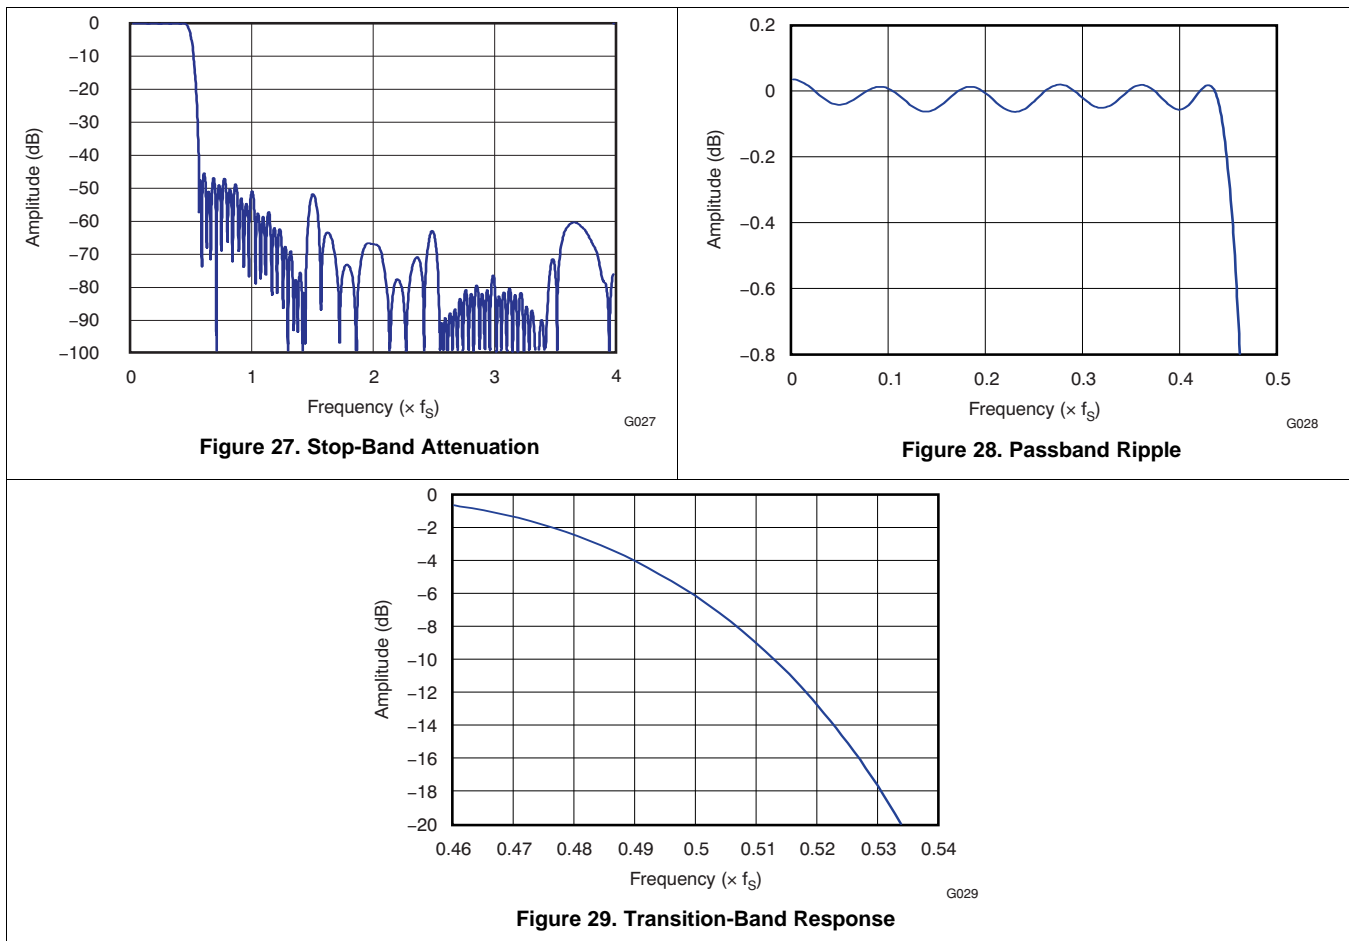 0
−10
−20
−30
−40
−50
−60
−70
−80
−90
−100
Amplitude (dB)
0 1 2 3 4
Frequency (× fS)
G027
Figure 27. Stop-Band Attenuation
0.2
0
−0.2
−0.4
−0.6
−0.8
Amplitude (dB)
0 0.1 0.2 0.3 0.4 0.5
Frequency (× fS)
G028
Figure 28. Passband Ripple
0
−2
−4
−6
−8
−10
−12
−14
−16
−18
−20
Amplitude (dB)
0.46 0.47 0.48 0.49 0.5 0.51 0.52 0.53 0.54
Frequency (× fS)
G029
Figure 29. Transition-Band Response